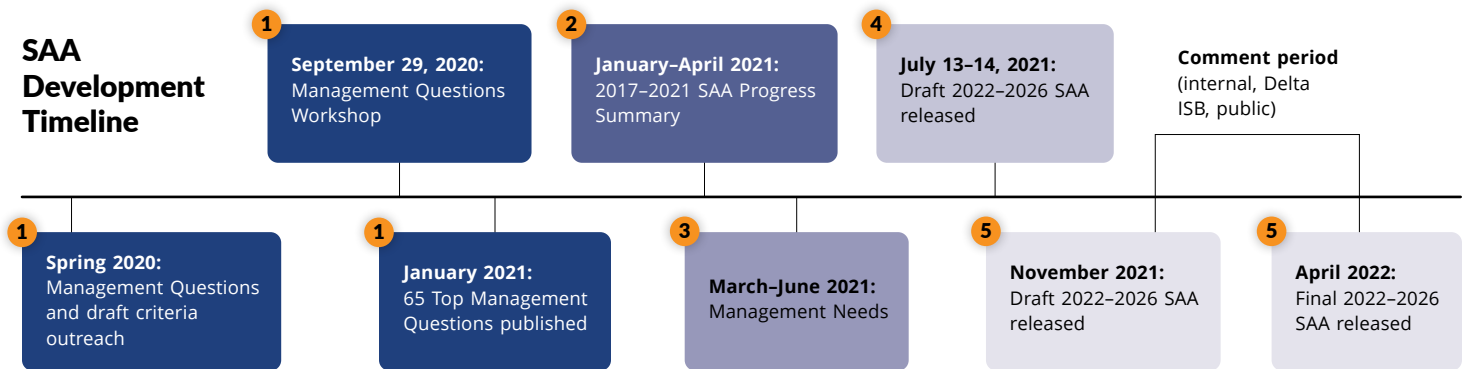 SAA
Development
Timeline
1
September 29, 2020:
Management Questions
Workshop
2
January–April 2021:
2017–2021 SAA Progress
Summary
4
July 13–14, 2021:
Draft 2022–2026 SAA
released
Comment period
(internal, Delta
ISB, public)
1
Spring 2020:
Management Questions
and draft criteria
outreach
1
January 2021:
65 Top Management
Questions published
3
March–June 2021:
Management Needs
5
November 2021:
Draft 2022–2026 SAA
released
5
April 2022:
Final 2022–2026
SAA released